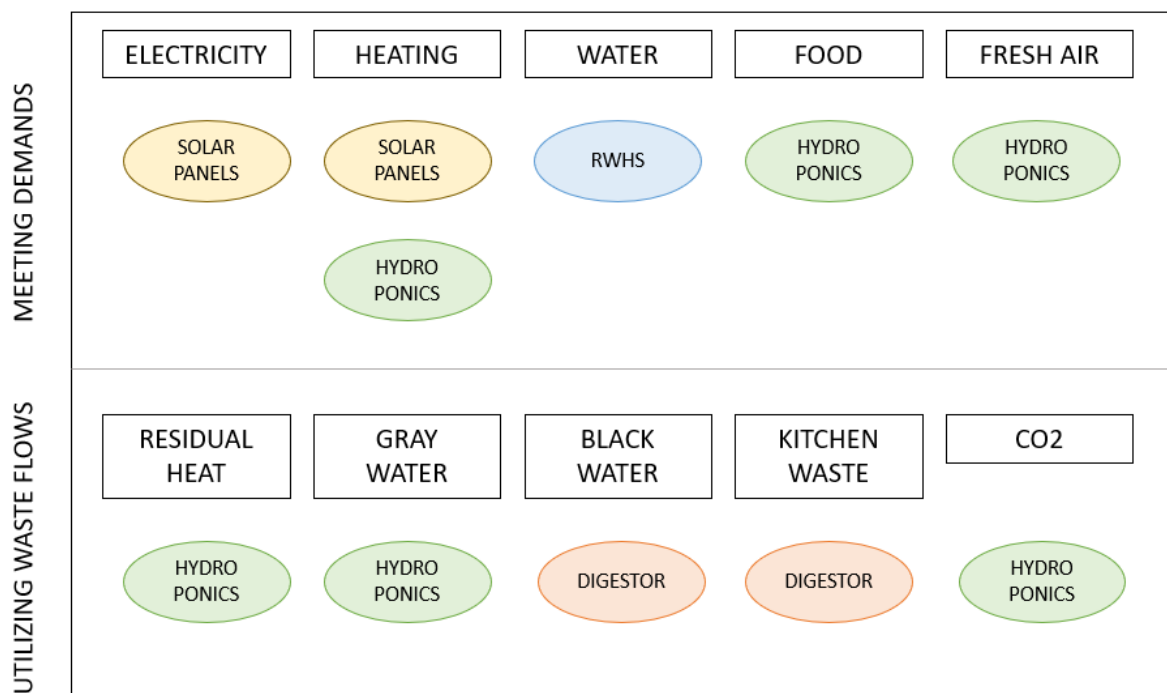 MEETING DEMANDS
ELECTRICITY
HEATING
WATER
FOOD
FRESH AIR
SOLAR
PANELS
SOLAR
PANELS
RWHS
HYDRO
PONICS
HYDRO
PONICS
HYDRO
PONICS
UTILIZING WASTE FLOWS
RESIDUAL
HEAT
GRAY
WATER
BLACK
WATER
KITCHEN
WASTE
CO2
HYDRO
PONICS
HYDRO
PONICS
DIGESTOR
DIGESTOR
HYDRO
PONICS